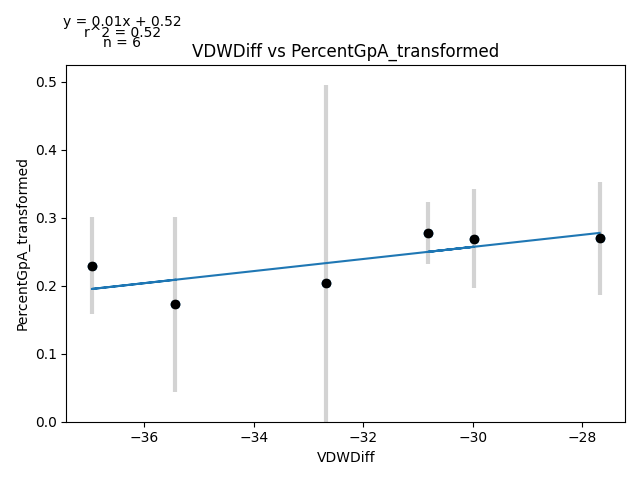 y = 0.01x + 0.52
r^2 = 0.52
n = 6
VDWDiff vs PercentGpA_transformed
PercentGpA_transformed
0.5
0.4
0.3
0.2
0.1
0.0
−36
−34
−32
−30
−28
VDWDiff